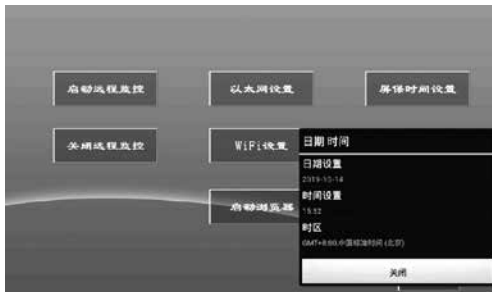 启动远程监控
以太网设置
屏保时间设置
关闭远程监控
WiFi设置
启动浏览器
日期 时间
日期设置
2019-10-14
时间设置
15:32
时区
GMT+8:00,中国标准时间 (北京)
关闭